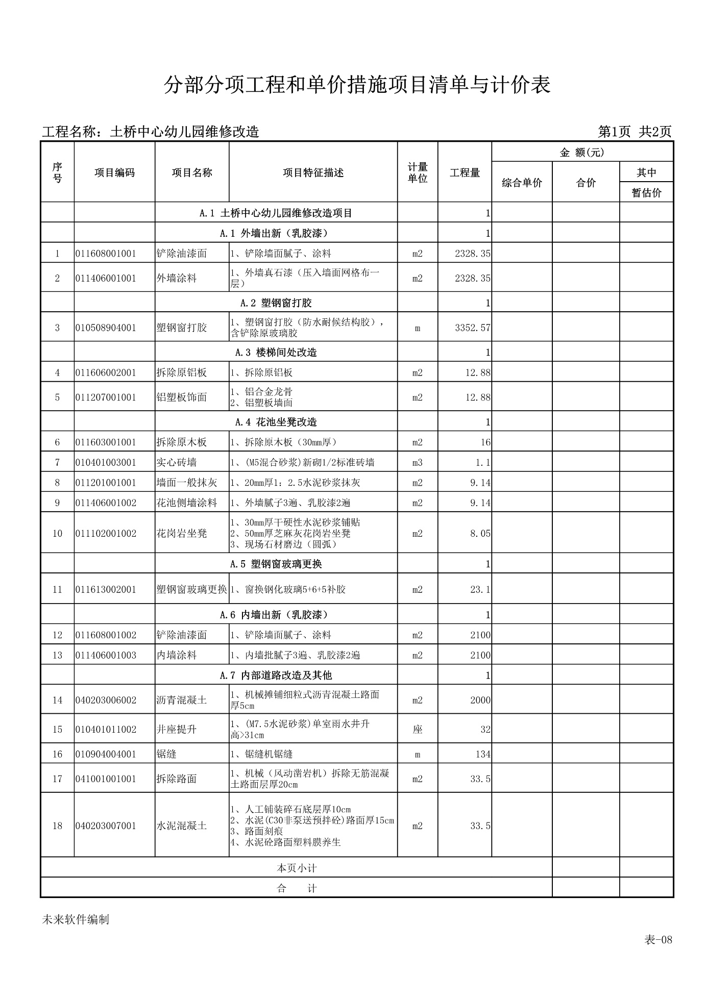 分部分项工程和单价措施项目清单与计价表
工程名称：土桥中心幼儿园维修改造 第1页 共2页
序号 项目编码 项目名称 项目特征描述 计量单位 工程量 金 额(元)
综合单价 合价 其中
暂估价
A.1 土桥中心幼儿园维修改造项目 1
A.1 外墙出新（乳胶漆） 1
1 011608001001 铲除油漆面 1、铲除墙面腻子、涂料 m2 2328.35
2 011406001001 外墙涂料 1、外墙真石漆（压入墙面网格布一
层） m2 2328.35
A.2 塑钢窗打胶 1
3 010508904001 塑钢窗打胶 1、塑钢窗打胶（防水耐候结构胶），
含铲除原玻璃胶 m 3352.57
A.3 楼梯间处改造 1
4 011606002001 拆除原铝板 1、拆除原铝板 m2 12.88
5 011207001001 铝塑板饰面 1、铝合金龙骨
2、铝塑板墙面 m2 12.88
A.4 花池坐凳改造 1
6 011603001001 拆除原木板 1、拆除原木板（30mm厚） m2 16
7 010401003001 实心砖墙 1、(M5混合砂浆)新砌1/2标准砖墙 m3 1.1
8 011201001001 墙面一般抹灰 1、20mm厚1：2.5水泥砂浆抹灰 m2 9.14
9 011406001002 花池侧墙涂料 1、外墙腻子3遍、乳胶漆2遍 m2 9.14
10 011102001002 花岗岩坐凳 1、30mm厚干硬性水泥砂浆铺贴
2、50mm厚芝麻灰花岗岩坐凳
3、现场石材磨边（圆弧） m2 8.05
A.5 塑钢窗玻璃更换 1
11 011613002001 塑钢窗玻璃更换 1、窗换钢化玻璃5+6+5补胶 m2 23.1
A.6 内墙出新（乳胶漆） 1
12 011608001002 铲除油漆面 1、铲除墙面腻子、涂料 m2 2100
13 011406001003 内墙涂料 1、内墙批腻子3遍、乳胶漆2遍 m2 2100
A.7 内部道路改造及其他 1
14 040203006002 沥青混凝土 1、机械摊铺细粒式沥青混凝土路面
厚5cm m2 2000
15 010401011002 井座提升 1、(M7.5水泥砂浆)单室雨水井升
高>31cm 座 32
16 010904004001 锯缝 1、锯缝机锯缝 m 134
17 041001001001 拆除路面 1、机械（风动凿岩机）拆除无筋混凝
土路面层厚20cm m2 33.5
18 040203007001 水泥混凝土 1、人工铺装碎石底层厚10cm
2、水泥(C30非泵送预拌砼)路面厚15cm
3、路面刻痕
4、水泥砼路面塑料膜养生 m2 33.5
本页小计
合 计
未来软件编制
表-08